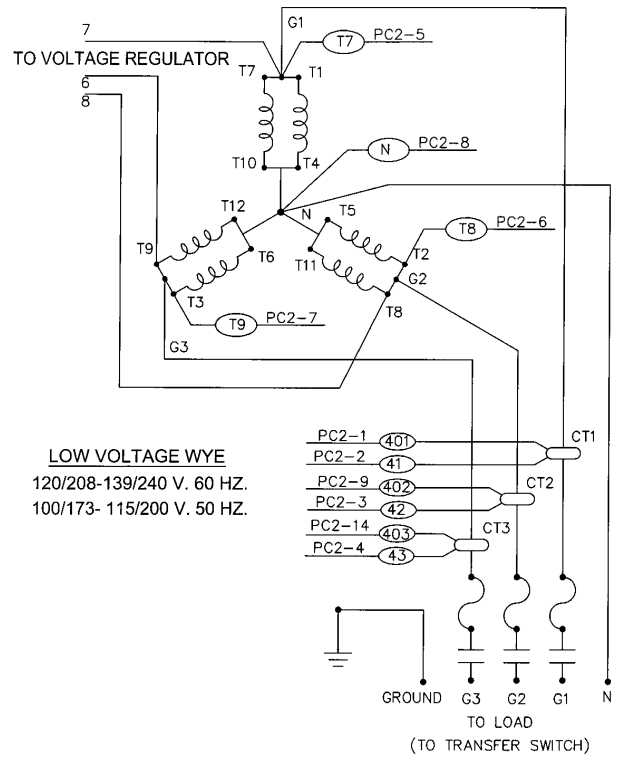 7
G1
T7
PC2-5
TO VOLTAGE REGULATOR
6
8
T7
T1
T10
T4
N
PC2-8
T12
N
T5
T8
PC2-6
T9
T6
T11
T2
G2
T3
T8
T9
PC2-7
G3
PC2-1
401
CT1
PC2-2
41
LOW VOLTAGE WYE
120/208-139/240 V. 60 HZ.
100/173- 115/200 V. 50 HZ.
PC2-9
402
CT2
PC2-3
42
PC2-14
403
CT3
PC2-4
43
GROUND
G3
G2
G1
N
TO LOAD
(TO TRANSFER SWITCH)